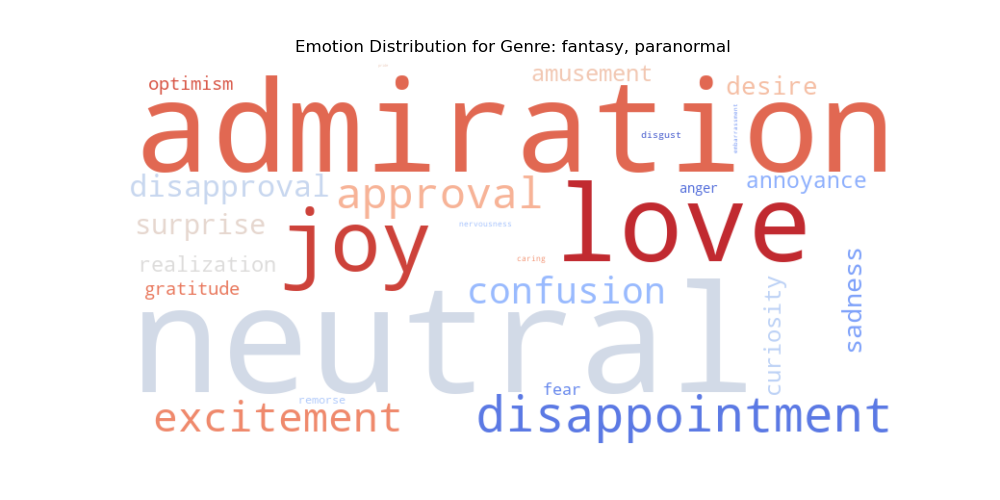 Emotion Distribution for Genre: fantasy, paranormal
optimism
amusement
desire
admiration
disgust
embarrassment
disapproval
approval
anger
annoyance
surprise
joy
love
nervousness
realization
caring
gratitude
confusion
curiosity
sadness
neutral
fear
remorse
excitement
disappointment